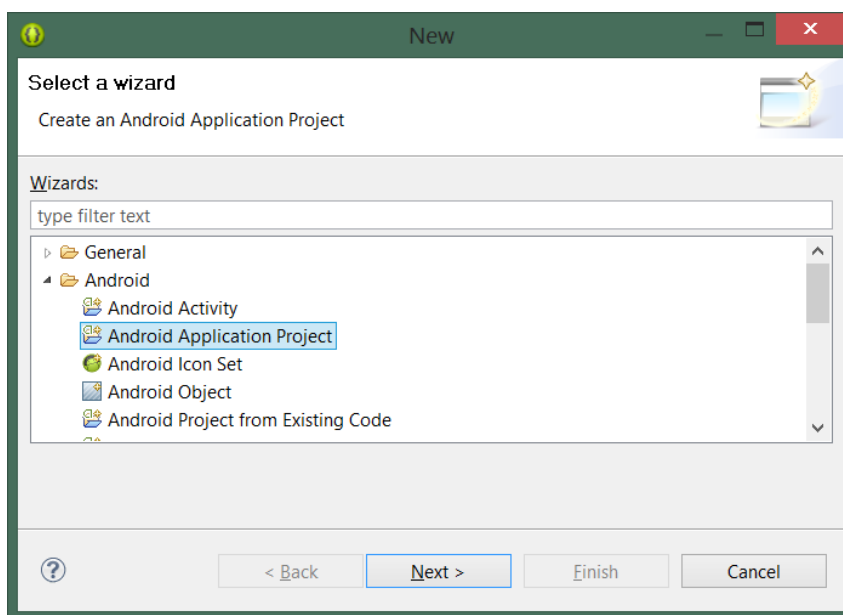 New
Select a wizard
Create an Android Application Project
Wizards:
type filter text
General
Android
Android Activity
Android Application Project
Android Icon Set
Android Object
Android Project from Existing Code
< Back Next > Finish Cancel